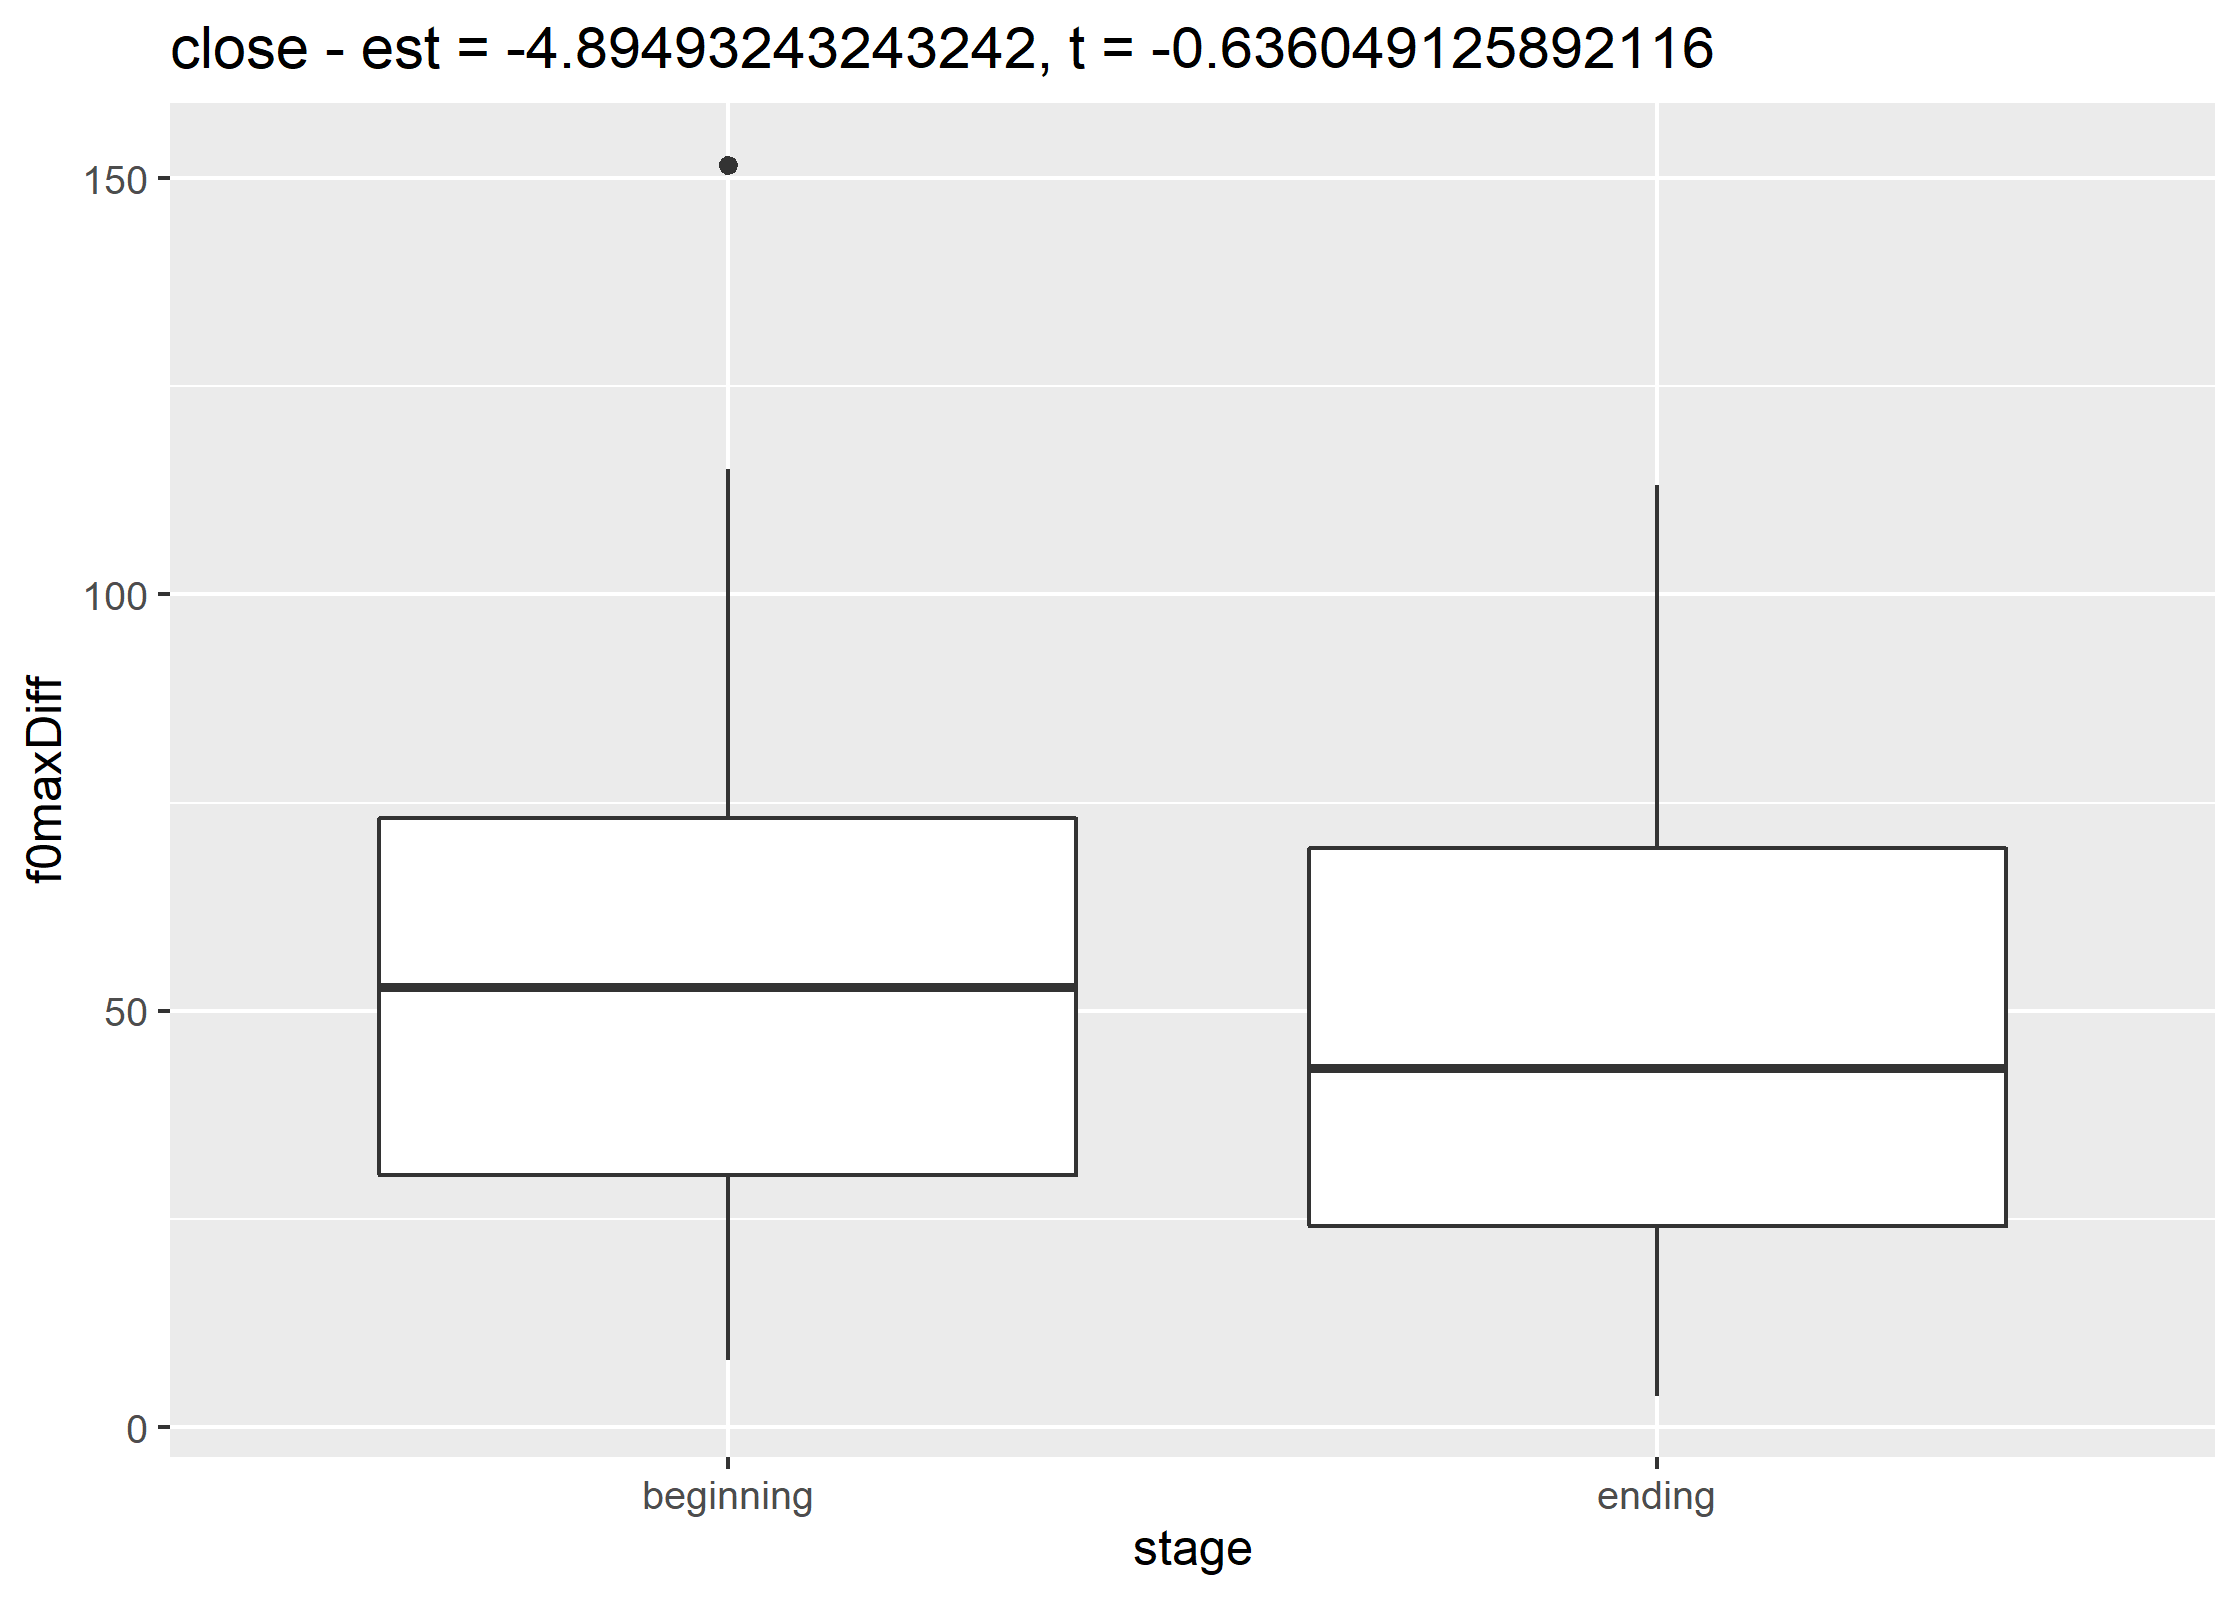 close - est = -4.89493243243242, t = -0.636049125892116
150
100
50
0
f0maxDiff
beginning
ending
stage